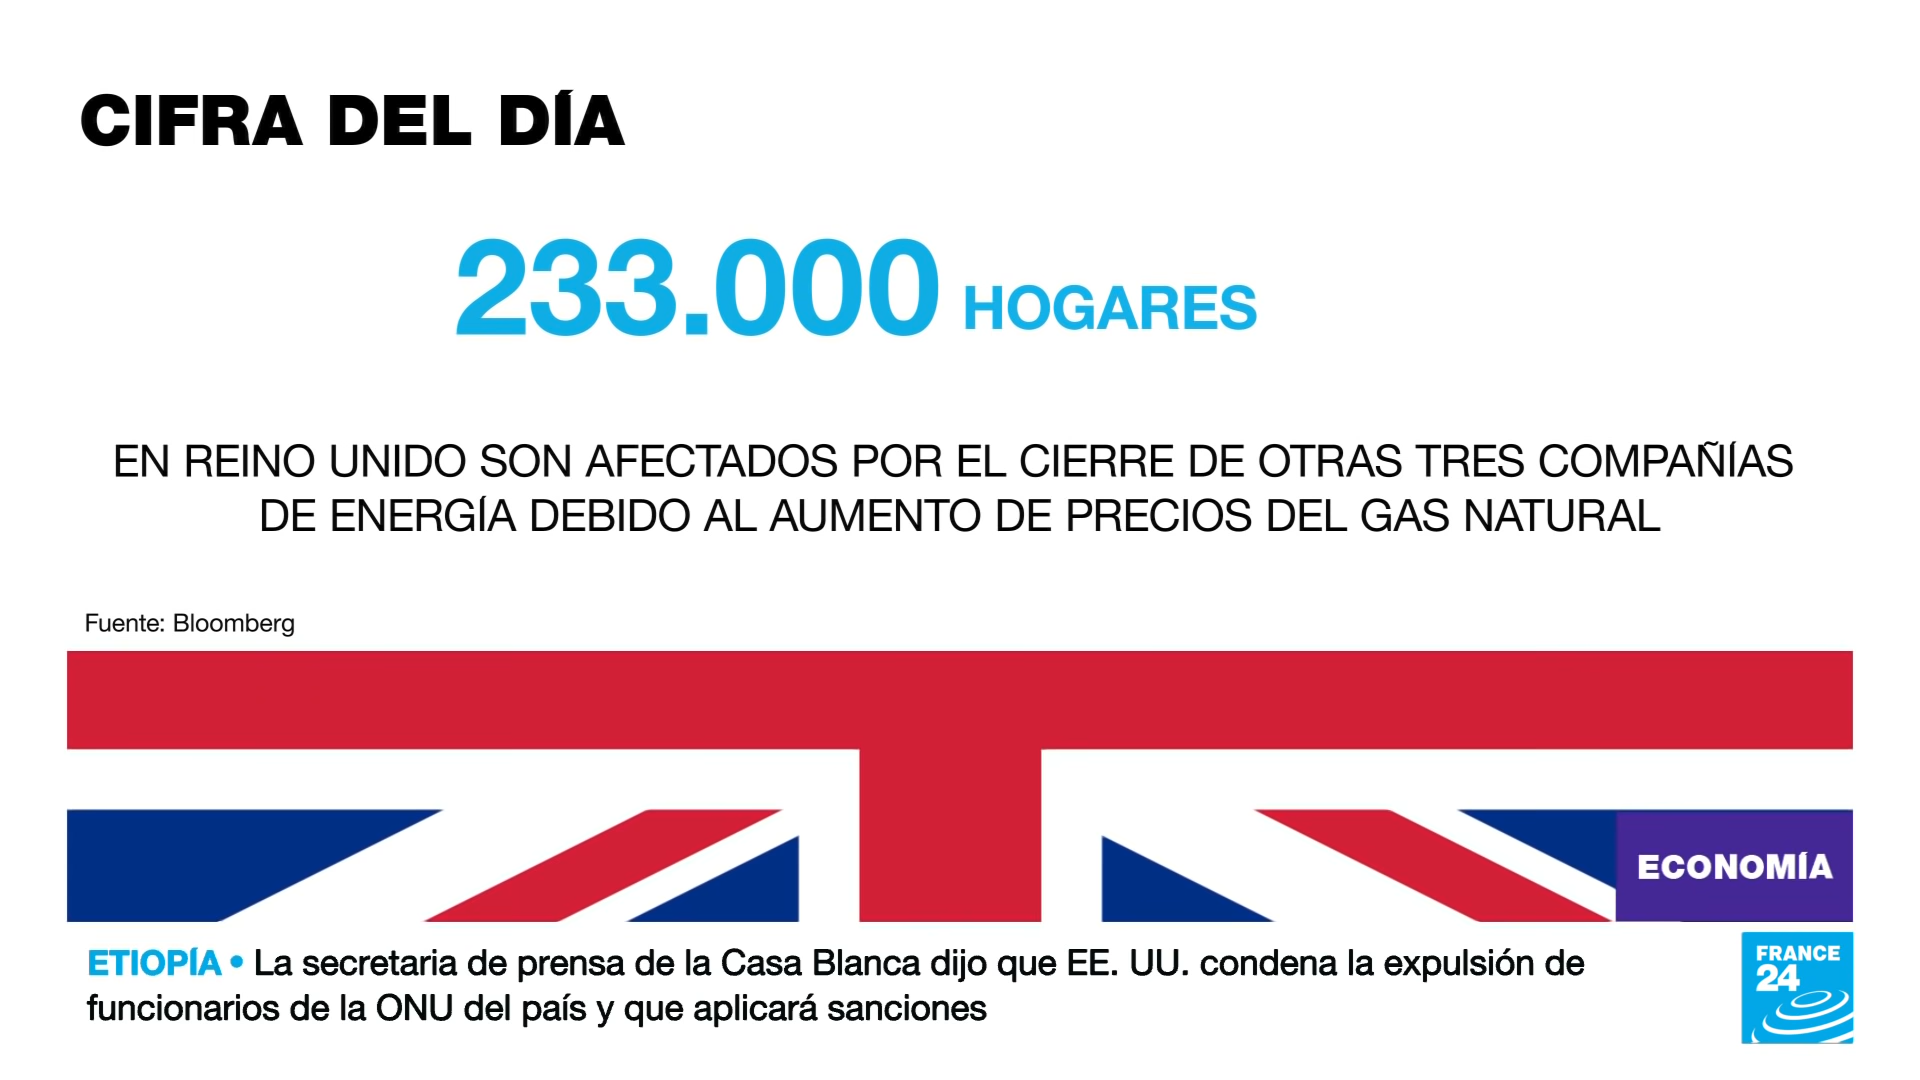 CIFRA DEL DÍA
233.000 HOGARES
EN REINO UNIDO SON AFECTADOS POR EL CIERRE DE OTRAS TRES COMPAÑÍAS
DE ENERGÍA DEBIDO AL AUMENTO DE PRECIOS DEL GAS NATURAL
Fuente: Bloomberg
ECONOMÍA
ETIOPÍA • La secretaria de prensa de la Casa Blanca dijo que EE. UU. condena la expulsión de
funcionarios de la ONU del país y que aplicará sanciones
FRANCE
24